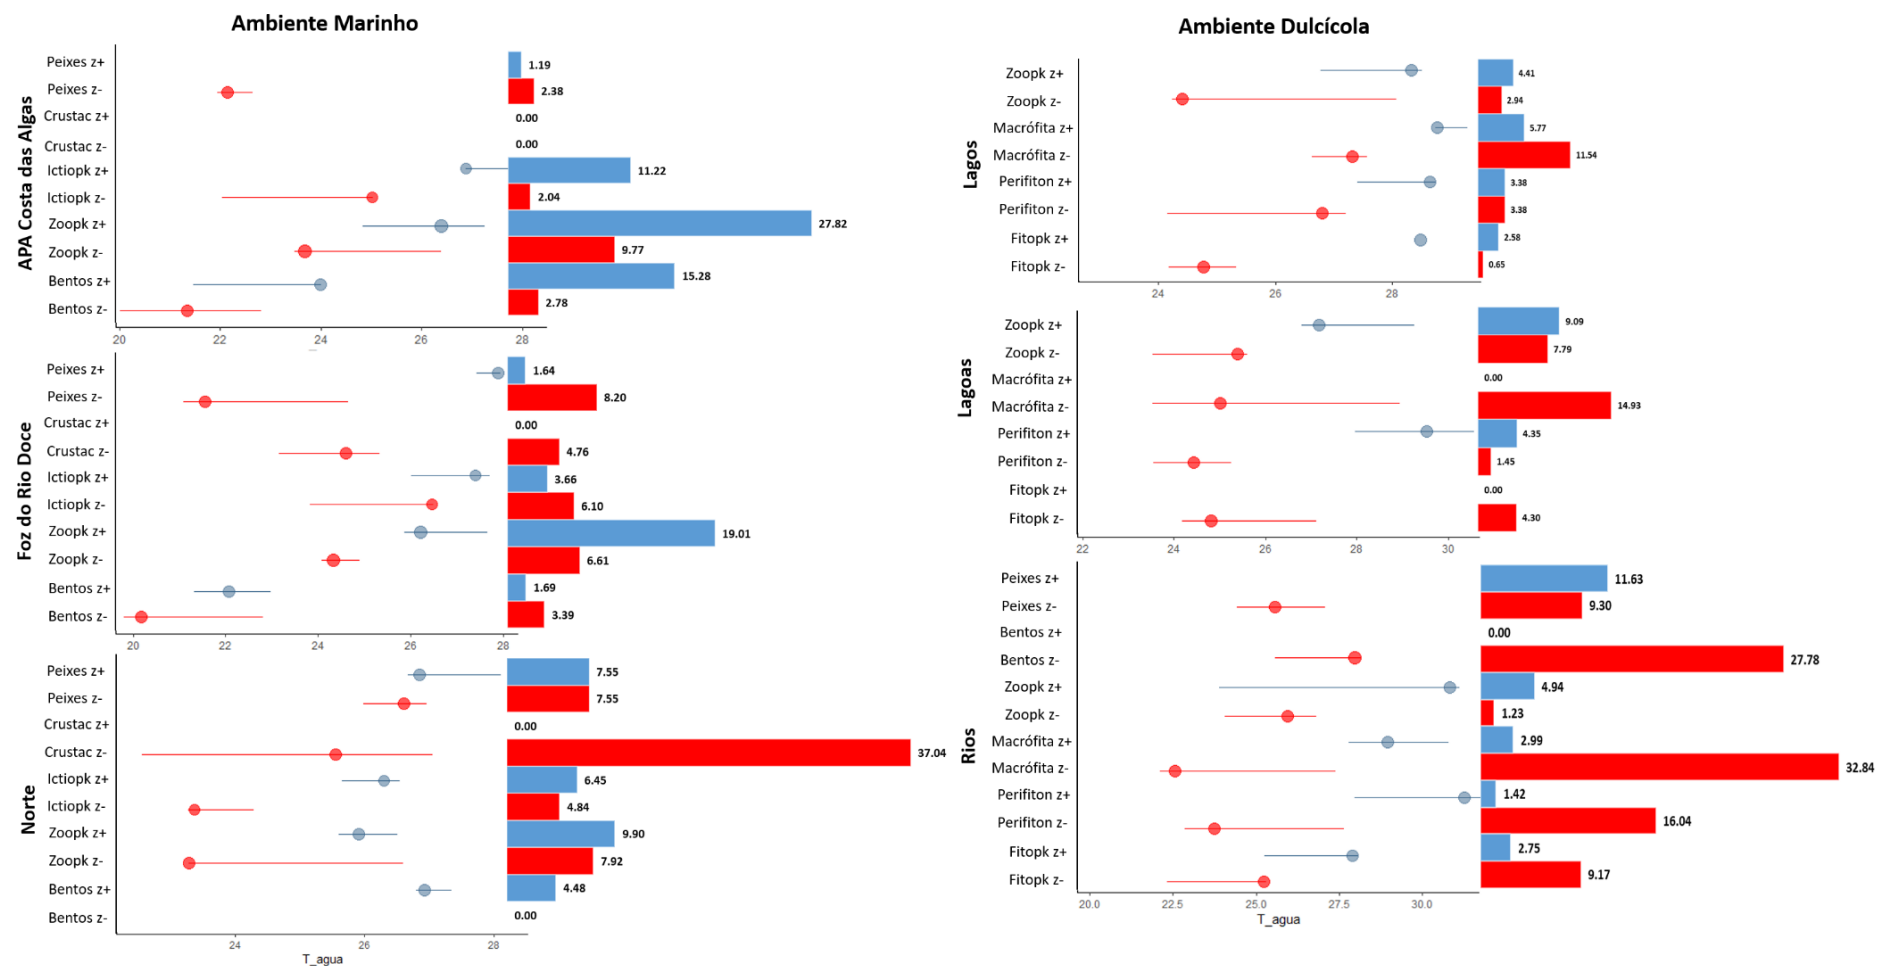 Ambiente Marinho
APA Costa das Algas
Peixes z+ 1.19
Peixes z- 2.38
Crustac z+ 0.00
Crustac z- 0.00
Ictiopk z+ 11.22
Ictiopk z- 2.04
Zoopk z+ 27.82
Zoopk z- 9.77
Bentos z+ 15.28
Bentos z- 2.78
20 22 24 26 28
Foz do Rio Doce
Peixes z+ 1.64
Peixes z- 8.20
Crustac z+ 0.00
Crustac z- 4.76
Ictiopk z+ 3.66
Ictiopk z- 6.10
Zoopk z+ 19.01
Zoopk z- 6.61
Bentos z+ 1.69
Bentos z- 3.39
20 22 24 26 28
Norte
Peixes z+ 7.55
Peixes z- 7.55
Crustac z+ 0.00
Crustac z- 37.04
Ictiopk z+ 6.45
Ictiopk z- 4.84
Zoopk z+ 9.90
Zoopk z- 7.92
Bentos z+ 4.48
Bentos z- 0.00
24 26 28
T_agua
Ambiente Dulcícola
Lagos
Zoopk z+ 4.41
Zoopk z- 2.94
Macrófita z+ 5.77
Macrófita z- 11.54
Perifiton z+ 3.38
Perifiton z- 3.38
Fitopk z+ 2.58
Fitopk z- 0.65
24 26 28
Lagoas
Zoopk z+ 9.09
Zoopk z- 7.79
Macrófita z+ 0.00
Macrófita z- 14.93
Perifiton z+ 4.35
Perifiton z- 1.45
Fitopk z+ 0.00
Fitopk z- 4.30
22 24 26 28 30
Rios
Peixes z+ 11.63
Peixes z- 9.30
Bentos z+ 0.00
Bentos z- 27.78
Zoopk z+ 4.94
Zoopk z- 1.23
Macrófita z+ 2.99
Macrófita z- 32.84
Perifiton z+ 1.42
Perifiton z- 16.04
Fitopk z+ 2.75
Fitopk z- 9.17
20.0 22.5 25.0 27.5 30.0
T_agua